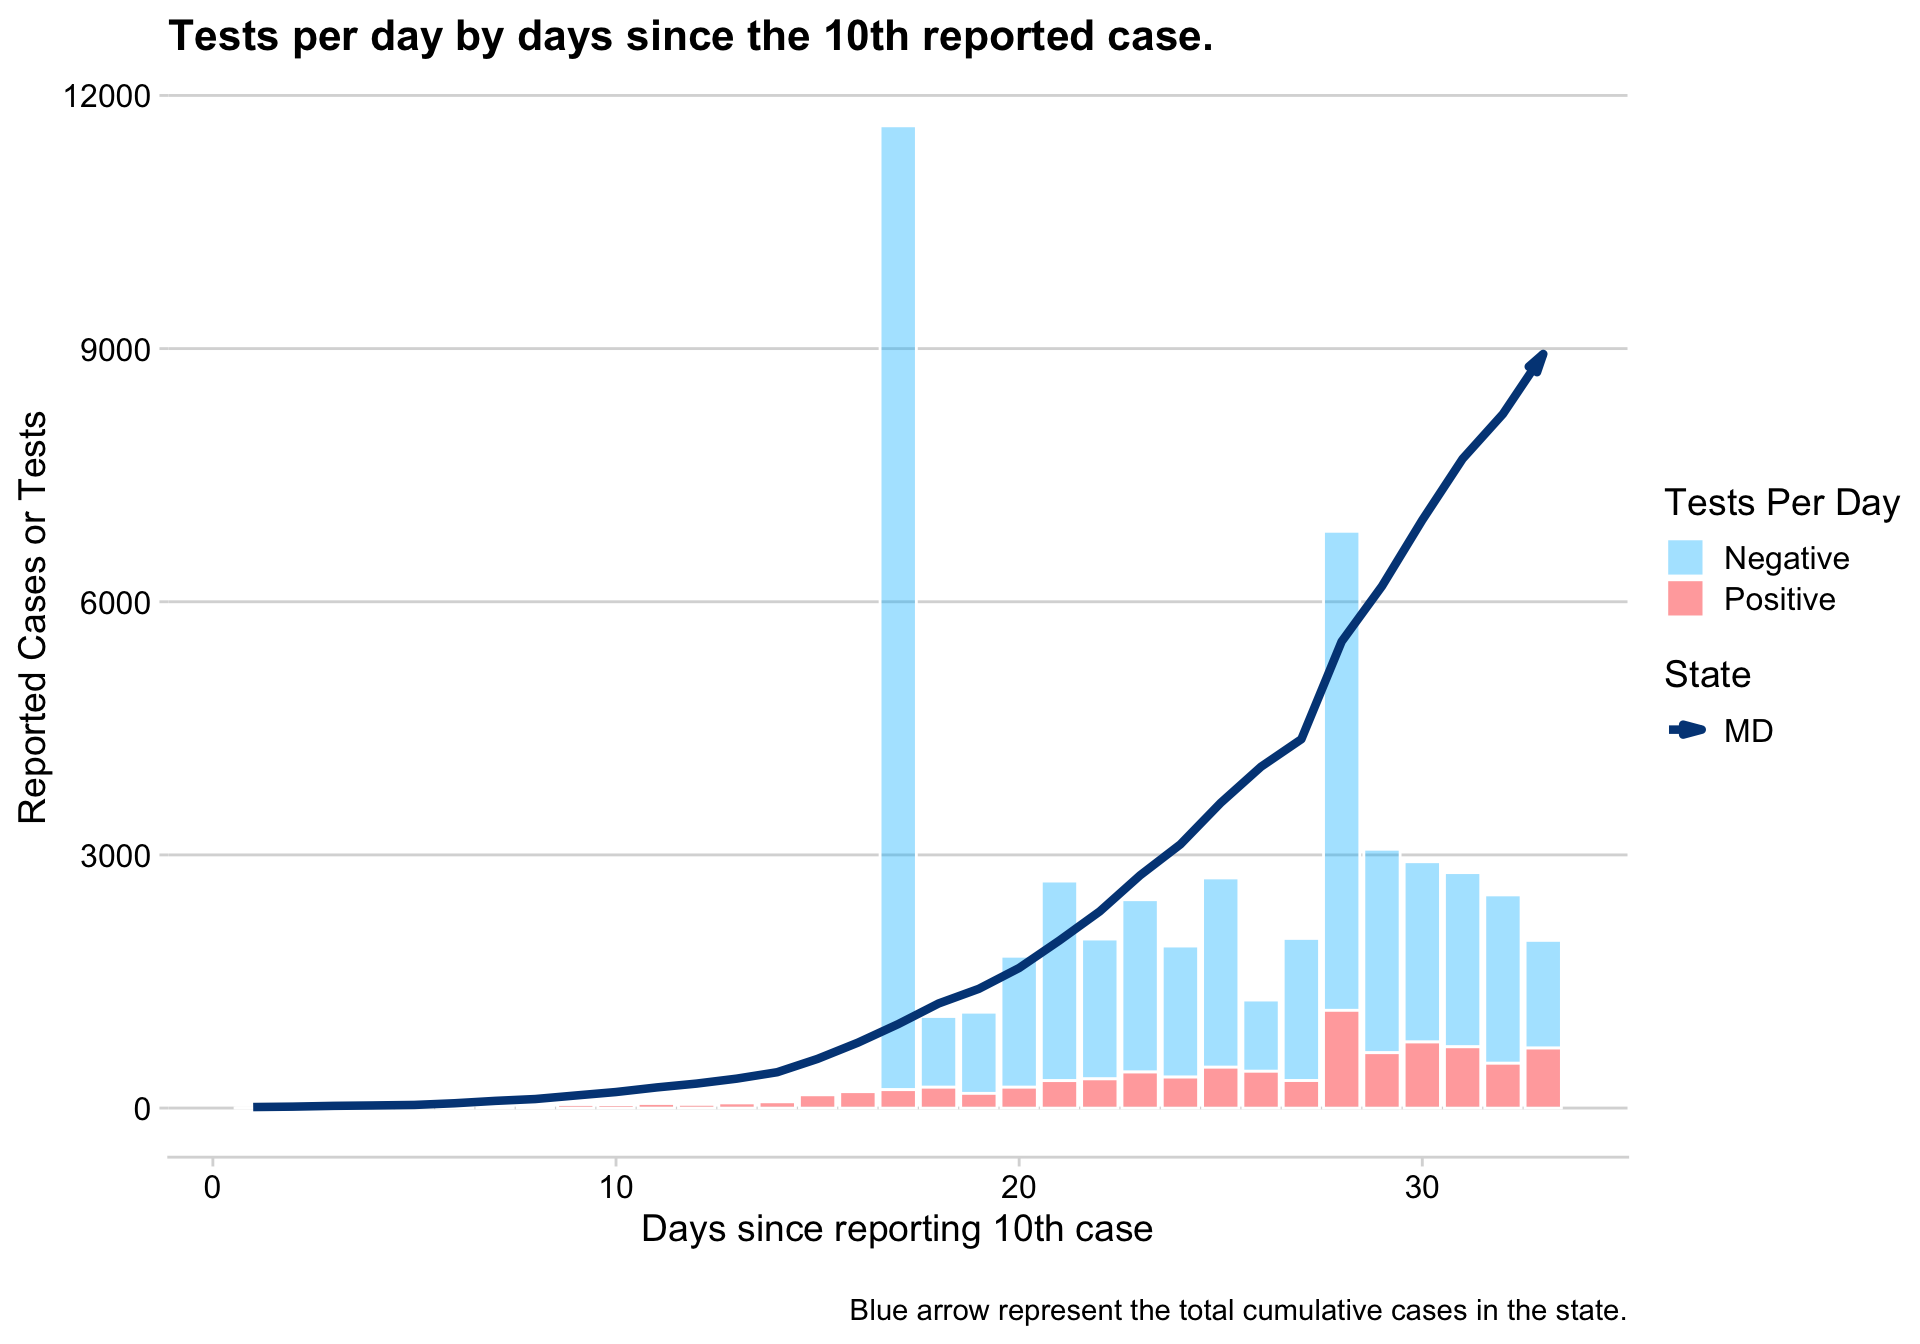 Tests per day by days since the 10th reported case.
12000
9000
6000
3000
0
Reported Cases or Tests
0 10 20 30
Days since reporting 10th case
Tests Per Day
Negative
Positive
State
MD
Blue arrow represent the total cumulative cases in the state.